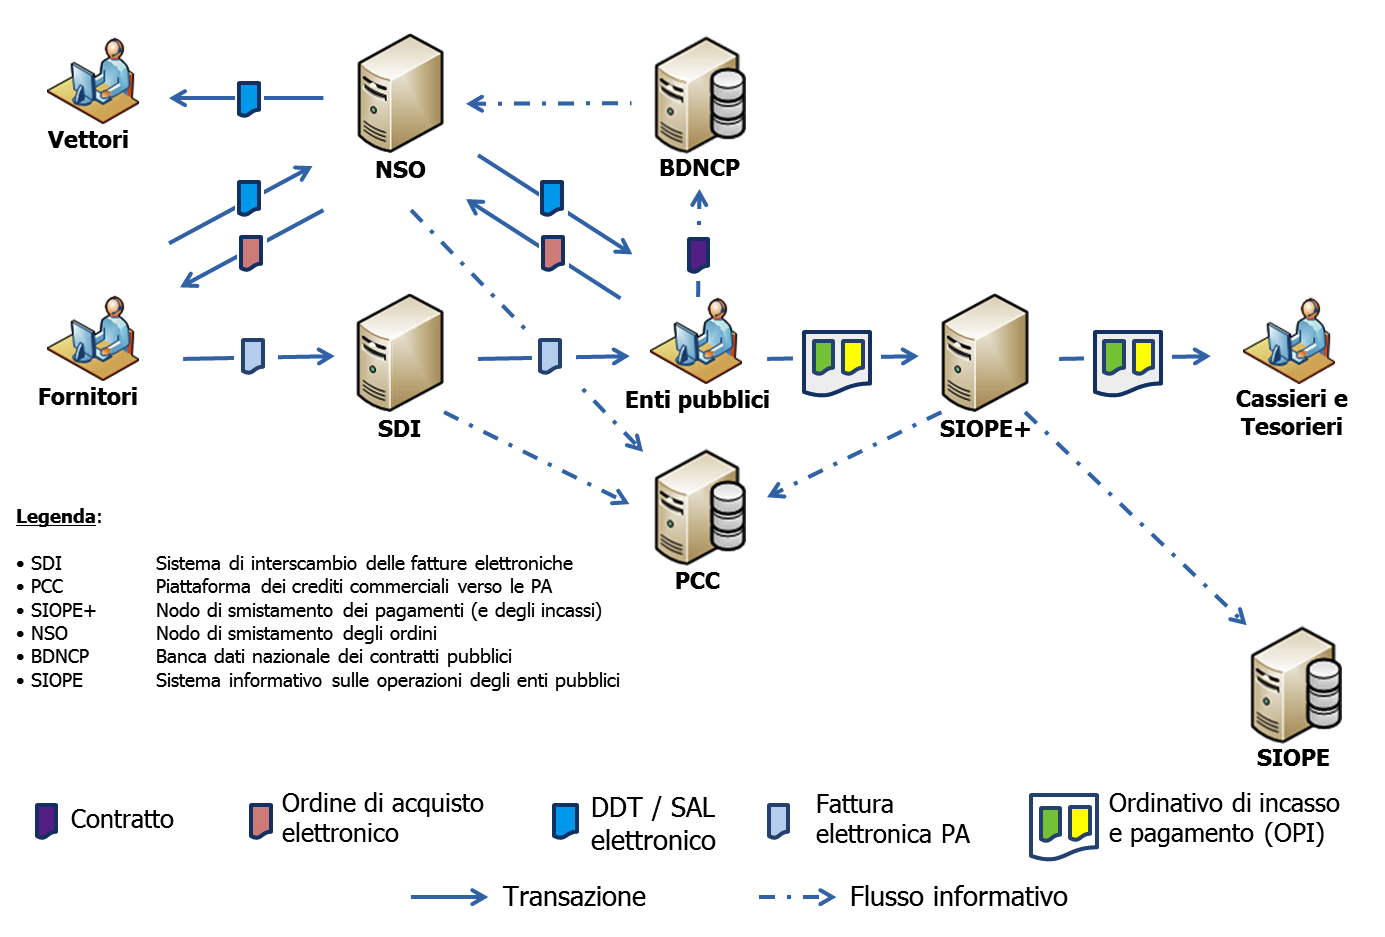 Vettori
NSO
BDNCP
Fornitori
SDI
Enti pubblici
SIOPE+
Cassieri e
Tesorieri
PCC
SIOPE
Legenda:
• SDI Sistema di interscambio delle fatture elettroniche
• PCC Piattaforma dei crediti commerciali verso le PA
• SIOPE+ Nodo di smistamento dei pagamenti (e degli incassi)
• NSO Nodo di smistamento degli ordini
• BDNCP Banca dati nazionale dei contratti pubblici
• SIOPE Sistema informativo sulle operazioni degli enti pubblici
Contratto
Ordine di acquisto
elettronico
DDT / SAL
elettronico
Fattura
elettronica PA
Ordinativo di incasso
e pagamento (OPI)
Transazione
Flusso informativo